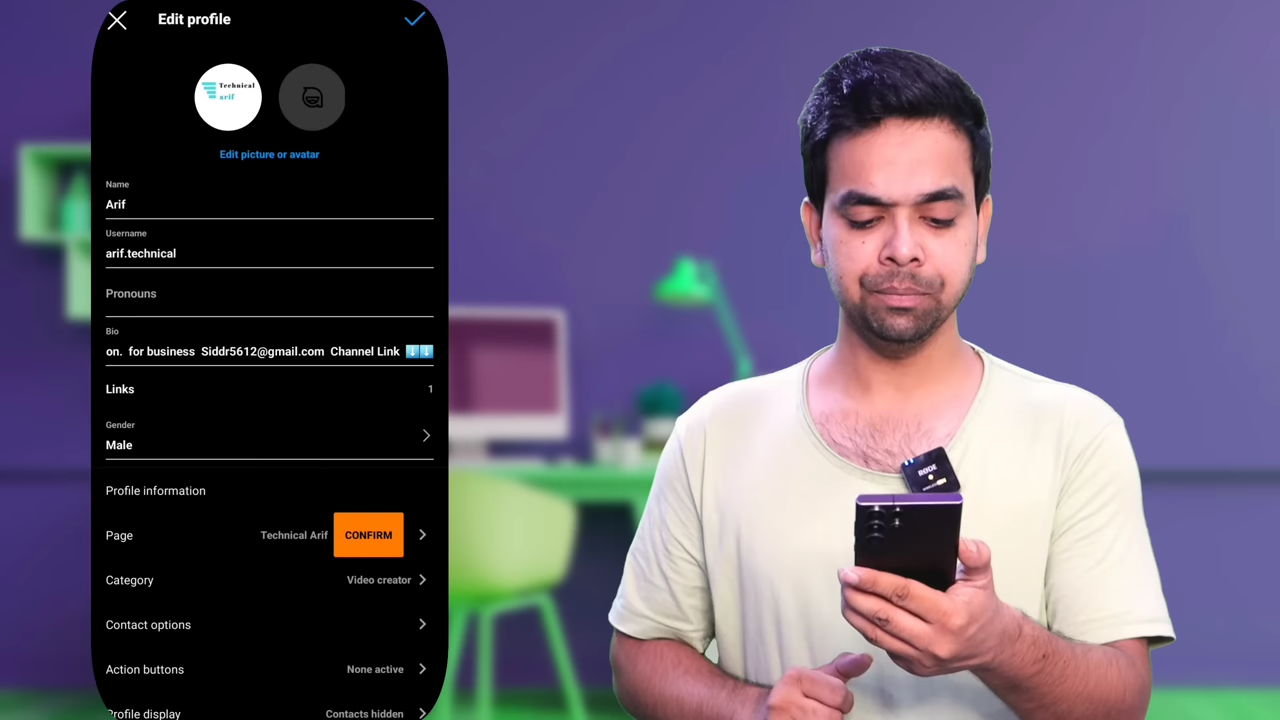 Edit profile
Technical
arif
Edit picture or avatar
Name
Arif
Username
arif.technical
Pronouns
Bio
on. for business Siddr5612@gmail.com Channel Link ⬇️⬇️
Links 1
Gender
Male
Profile information
Page Technical Arif CONFIRM
Category Video creator
Contact options
Action buttons None active
Profile display Contacts hidden
RODE